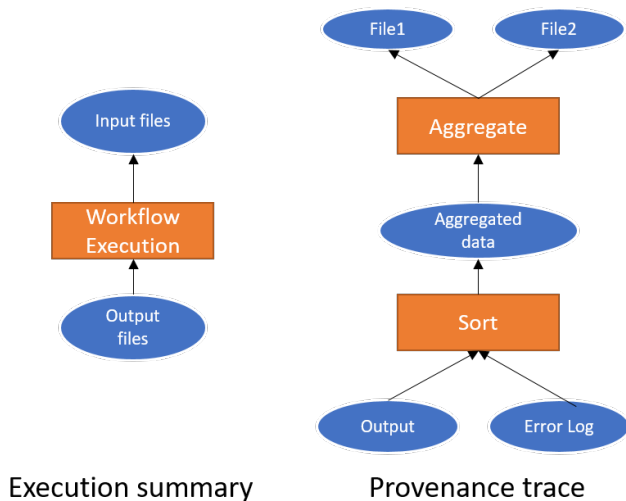 File1
File2
Input files
Aggregate
Workflow
Execution
Aggregated
data
Output
files
Sort
Output
Error Log
Execution summary
Provenance trace